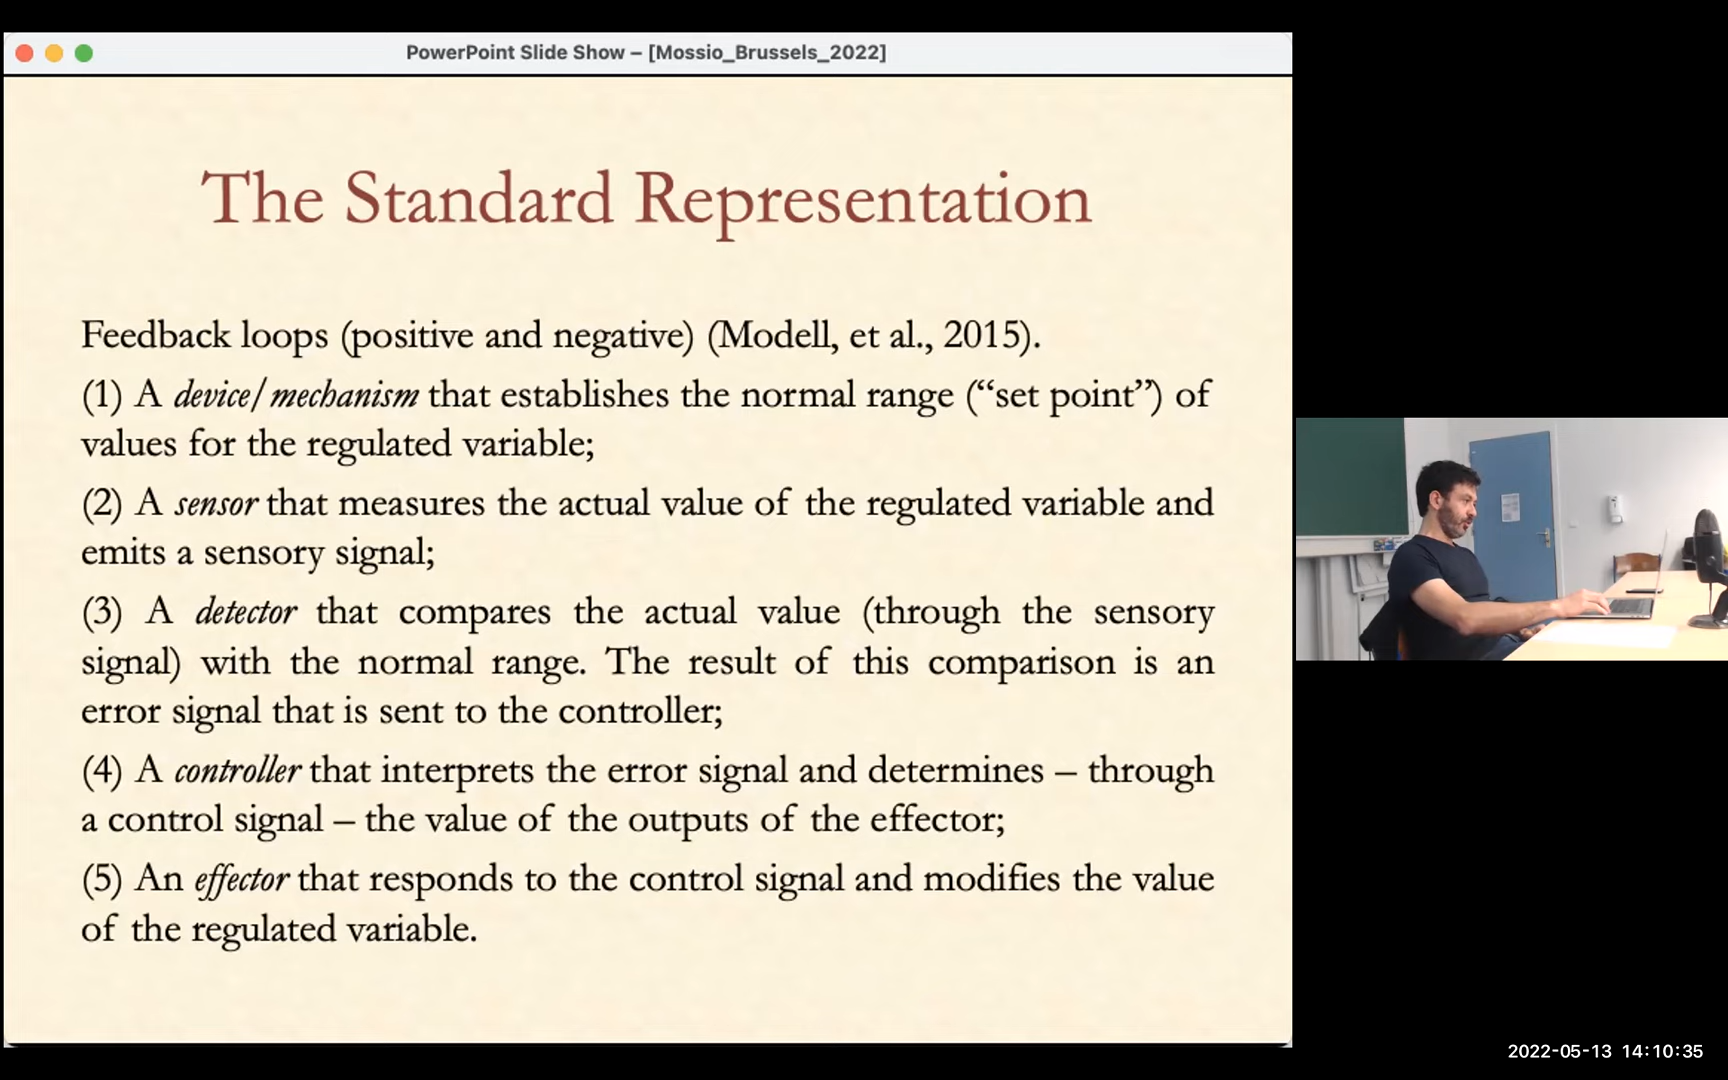 PowerPoint Slide Show – [Mossio_Brussels_2022]
The Standard Representation
Feedback loops (positive and negative) (Modell, et al., 2015).
(1) A device/mechanism that establishes the normal range (“set point”) of
values for the regulated variable;
(2) A sensor that measures the actual value of the regulated variable and
emits a sensory signal;
(3) A detector that compares the actual value (through the sensory
signal) with the normal range. The result of this comparison is an
error signal that is sent to the controller;
(4) A controller that interprets the error signal and determines – through
a control signal – the value of the outputs of the effector;
(5) An effector that responds to the control signal and modifies the value
of the regulated variable.
2022-05-13 14:10:35